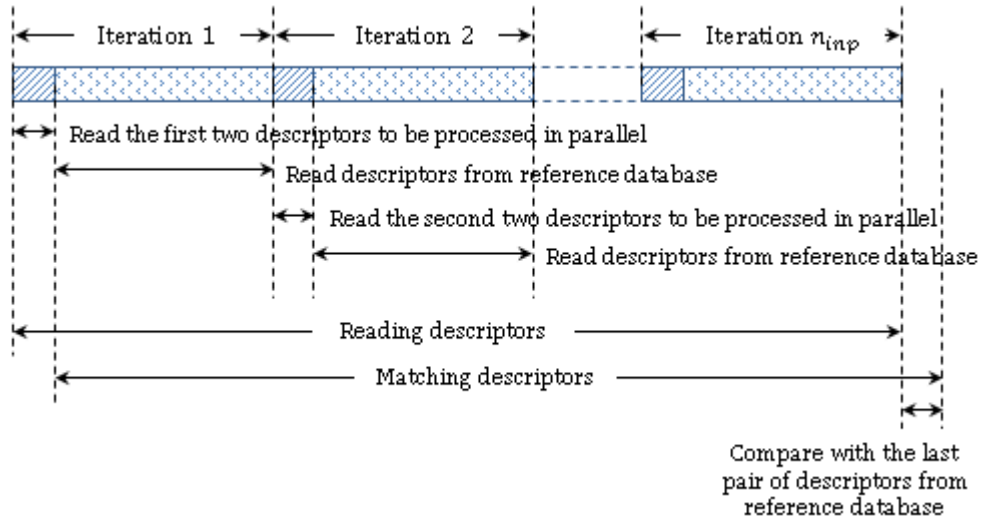 Iteration 1 Iteration 2 Iteration n_inp
Read the first two descriptors to be processed in parallel
Read descriptors from reference database
Read the second two descriptors to be processed in parallel
Read descriptors from reference database
Reading descriptors
Matching descriptors
Compare with the last
pair of descriptors from
reference database